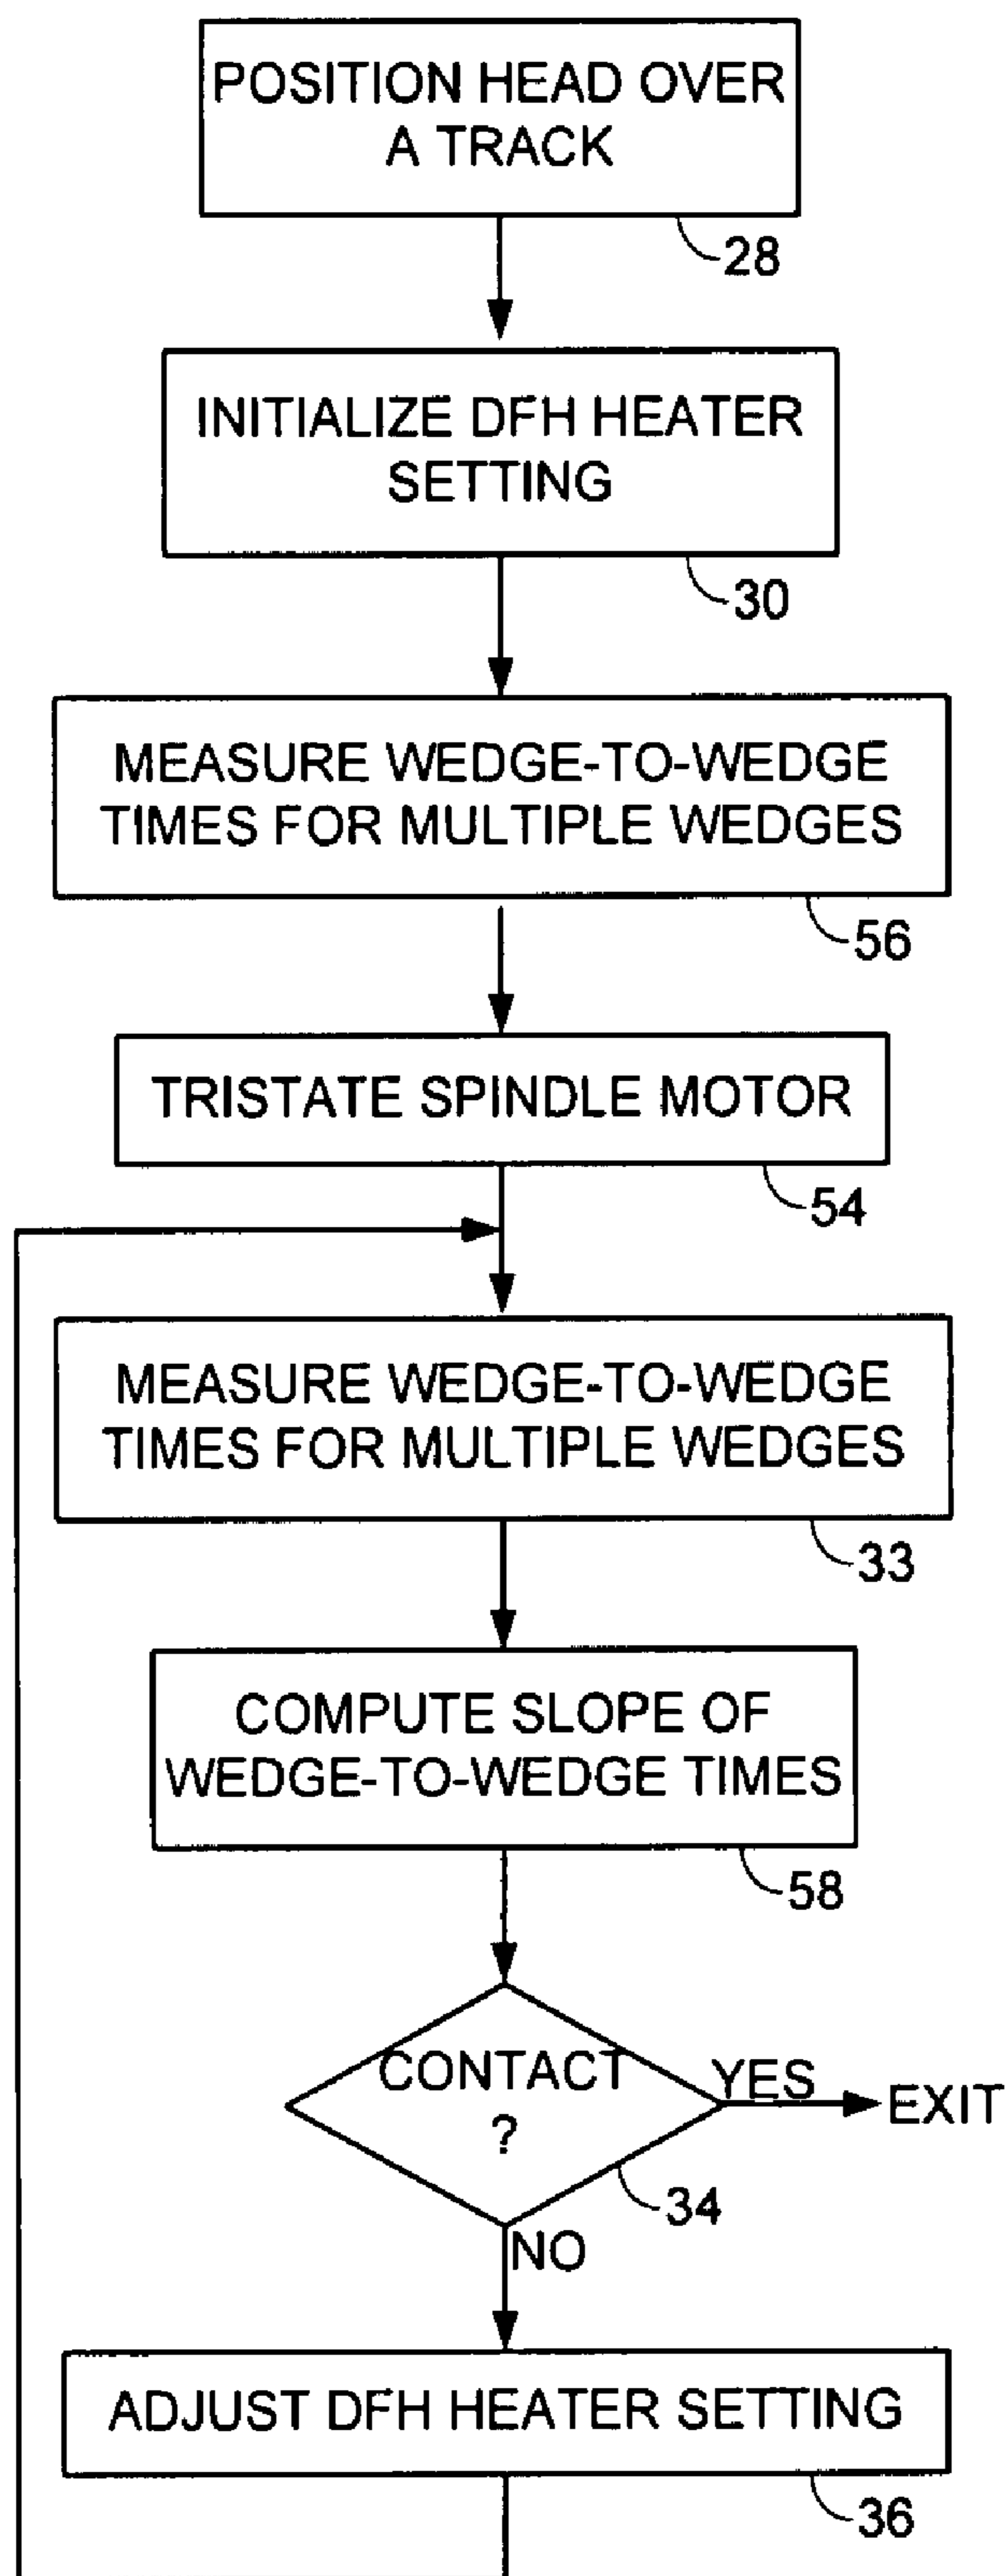 POSITION HEAD OVER
A TRACK
28
INITIALIZE DFH HEATER
SETTING
30
MEASURE WEDGE-TO-WEDGE
TIMES FOR MULTIPLE WEDGES
56
TRISTATE SPINDLE MOTOR
54
MEASURE WEDGE-TO-WEDGE
TIMES FOR MULTIPLE WEDGES
33
COMPUTE SLOPE OF
WEDGE-TO-WEDGE TIMES
58
CONTACT
?
YES
EXIT
34
NO
ADJUST DFH HEATER SETTING
36